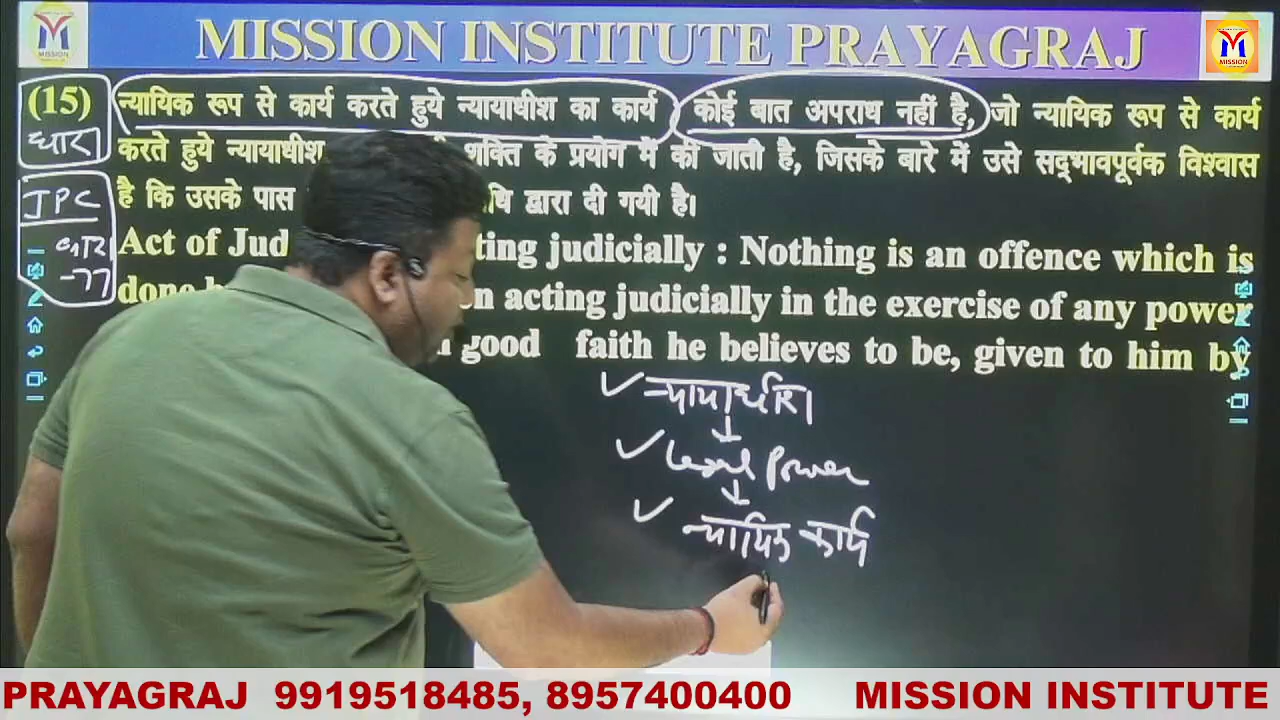 MISSION INSTITUTE PRAYAGRAJ
MISSION
MISSION
(15) न्यायिक रूप से कार्य करते हुये न्यायाधीश का कार्य कोई बात अपराध नहीं है, जो न्यायिक रूप से कार्य
धारा
करते हुये न्यायाधीश शक्ति के प्रयोग में की जाती है, जिसके बारे में उसे सद्भावपूर्वक विश्वास
IPC
है कि उसके पास द्वारा दी गयी है।
Act of Jud ting judicially : Nothing is an offence which is
-77
done n acting judicially in the exercise of any power
good faith he believes to be, given to him by
✓ न्यायाधीश
↓
✓ Legal Power
↓
✓ न्यायिक कार्य
PRAYAGRAJ 9919518485, 8957400400 MISSION INSTITUTE